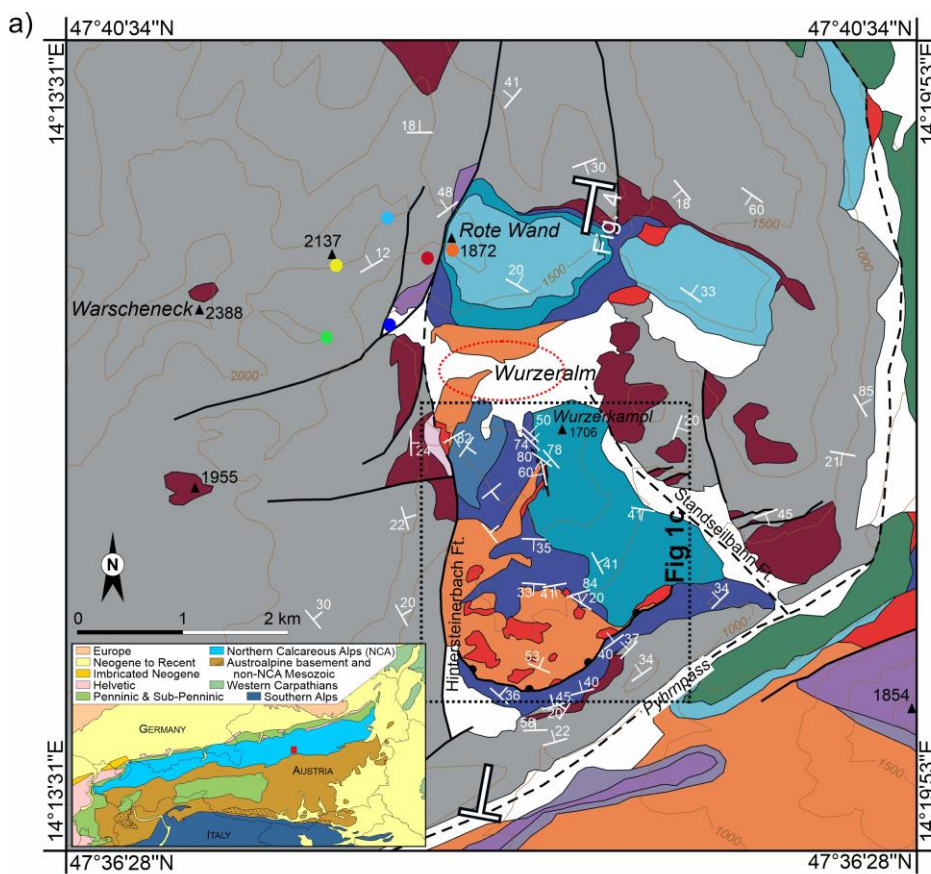 a)
47°40'34''N
47°40'34''N
14°13'31''E
14°19'53''E
41
18
30
18
60
1500
48
Fig. 4
Rote Wand
1872
2137
12
20
1500
33
1000
Warscheneck
2388
2000
Wurzeralm
85
Wurzerkampl
1706
50
20
74
82
24
78
80
60
21
1955
22
41
45
Fig 1c
Standseilbahn Ft.
35
41
Hintersteinerbach Ft.
N
33
41
84
20
34
30
20
0
1
2 km
37
40
53
34
1000
Pyhrnpass
36
45
40
20
58
22
1854
1500
1000
Europe
Neogene to Recent
Imbricated Neogene
Helvetic
Penninic & Sub-Penninic
Northern Calcareous Alps (NCA)
Austroalpine basement and
non-NCA Mesozoic
Western Carpathians
Southern Alps
GERMANY
AUSTRIA
ITALY
14°13'31''E
14°19'53''E
47°36'28''N
47°36'28''N